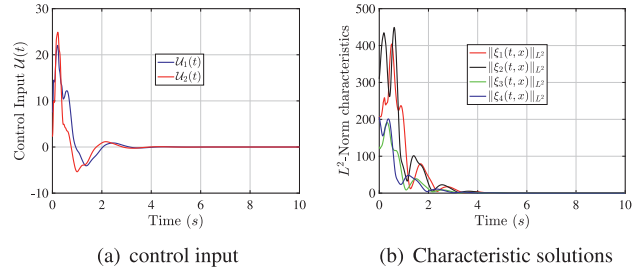 30
20
10
0
-10
0
2
4
6
8
10
Control Input 𝒰(t)
Time (s)
𝒰₁(t)
𝒰₂(t)
(a) control input
500
400
300
200
100
0
0
2
4
6
8
10
L²-Norm characteristics
Time (s)
‖ξ₁(t, x)‖_{L²}
‖ξ₂(t, x)‖_{L²}
‖ξ₃(t, x)‖_{L²}
‖ξ₄(t, x)‖_{L²}
(b) Characteristic solutions